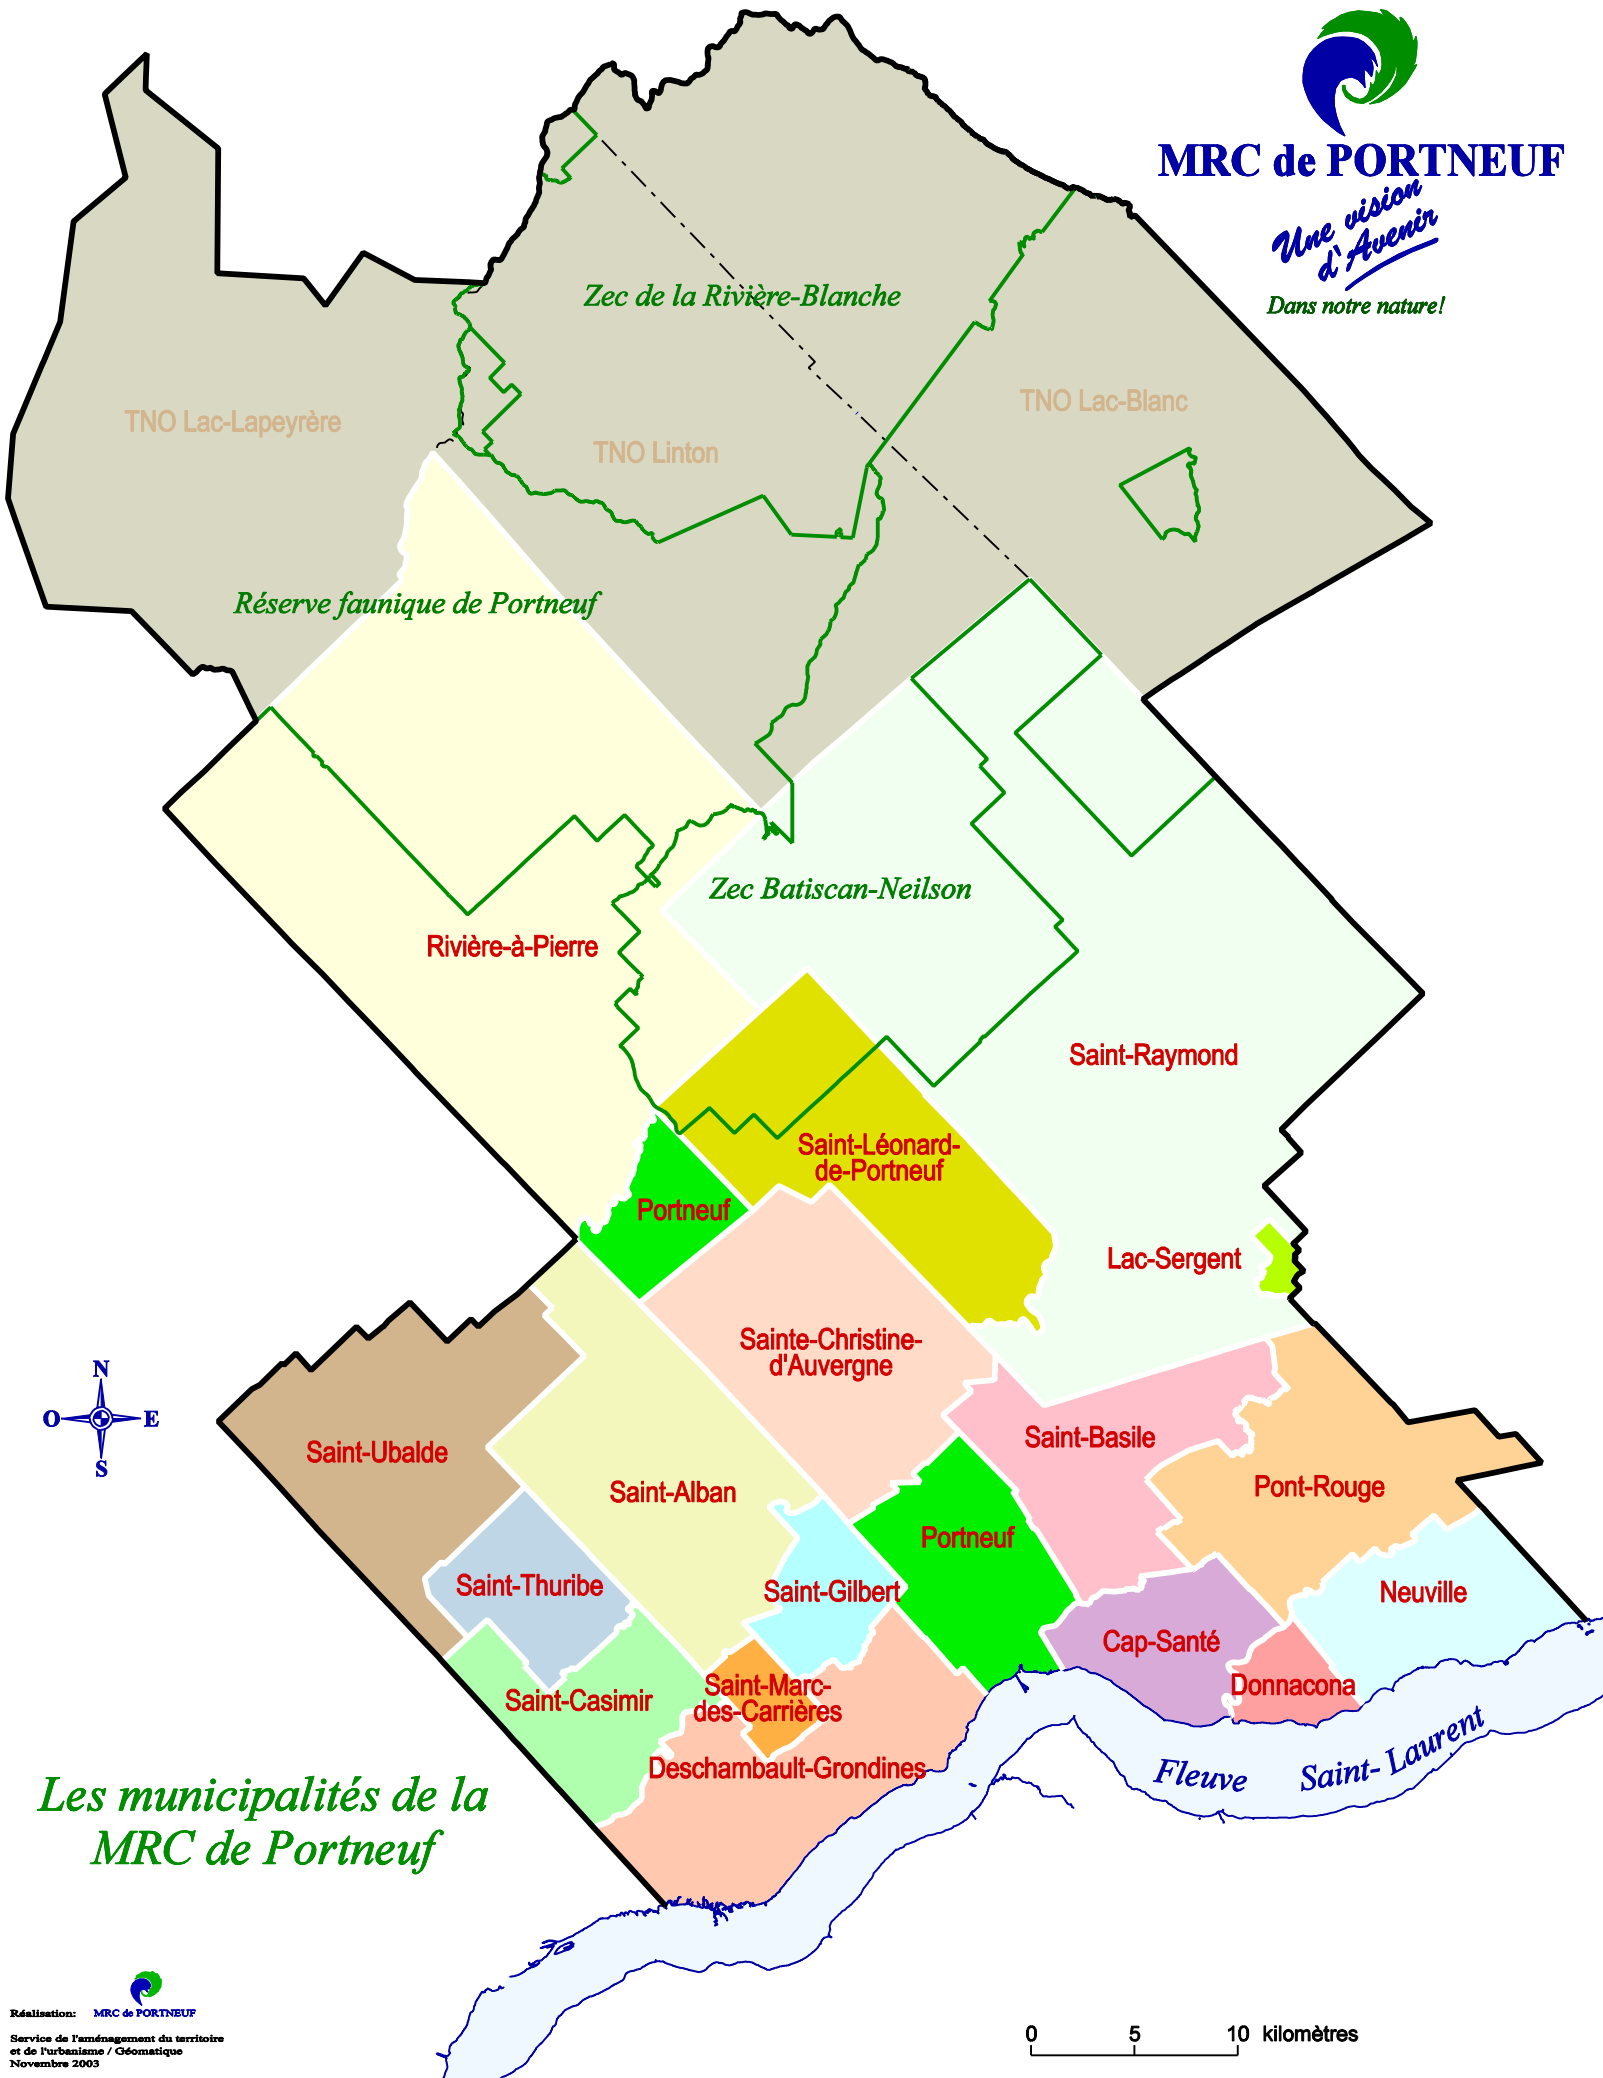 MRC de PORTNEUF
Une vision
d'Avenir
Dans notre nature!
Zec de la Rivière-Blanche
TNO Lac-Lapeyrère
TNO Linton
TNO Lac-Blanc
Réserve faunique de Portneuf
Zec Batiscan-Neilson
Rivière-à-Pierre
Saint-Raymond
Saint-Léonard-
de-Portneuf
Portneuf
Lac-Sergent
Sainte-Christine-
d'Auvergne
N
O
E
S
Saint-Ubalde
Saint-Alban
Saint-Basile
Pont-Rouge
Portneuf
Saint-Thuribe
Saint-Gilbert
Neuville
Cap-Santé
Donnacona
Saint-Casimir
Saint-Marc-
des-Carrières
Deschambault-Grondines
Fleuve Saint-Laurent
Les municipalités de la
MRC de Portneuf
Réalisation: MRC de PORTNEUF
Service de l'aménagement du territoire
et de l'urbanisme / Géomatique
Novembre 2003
0 5 10 kilomètres